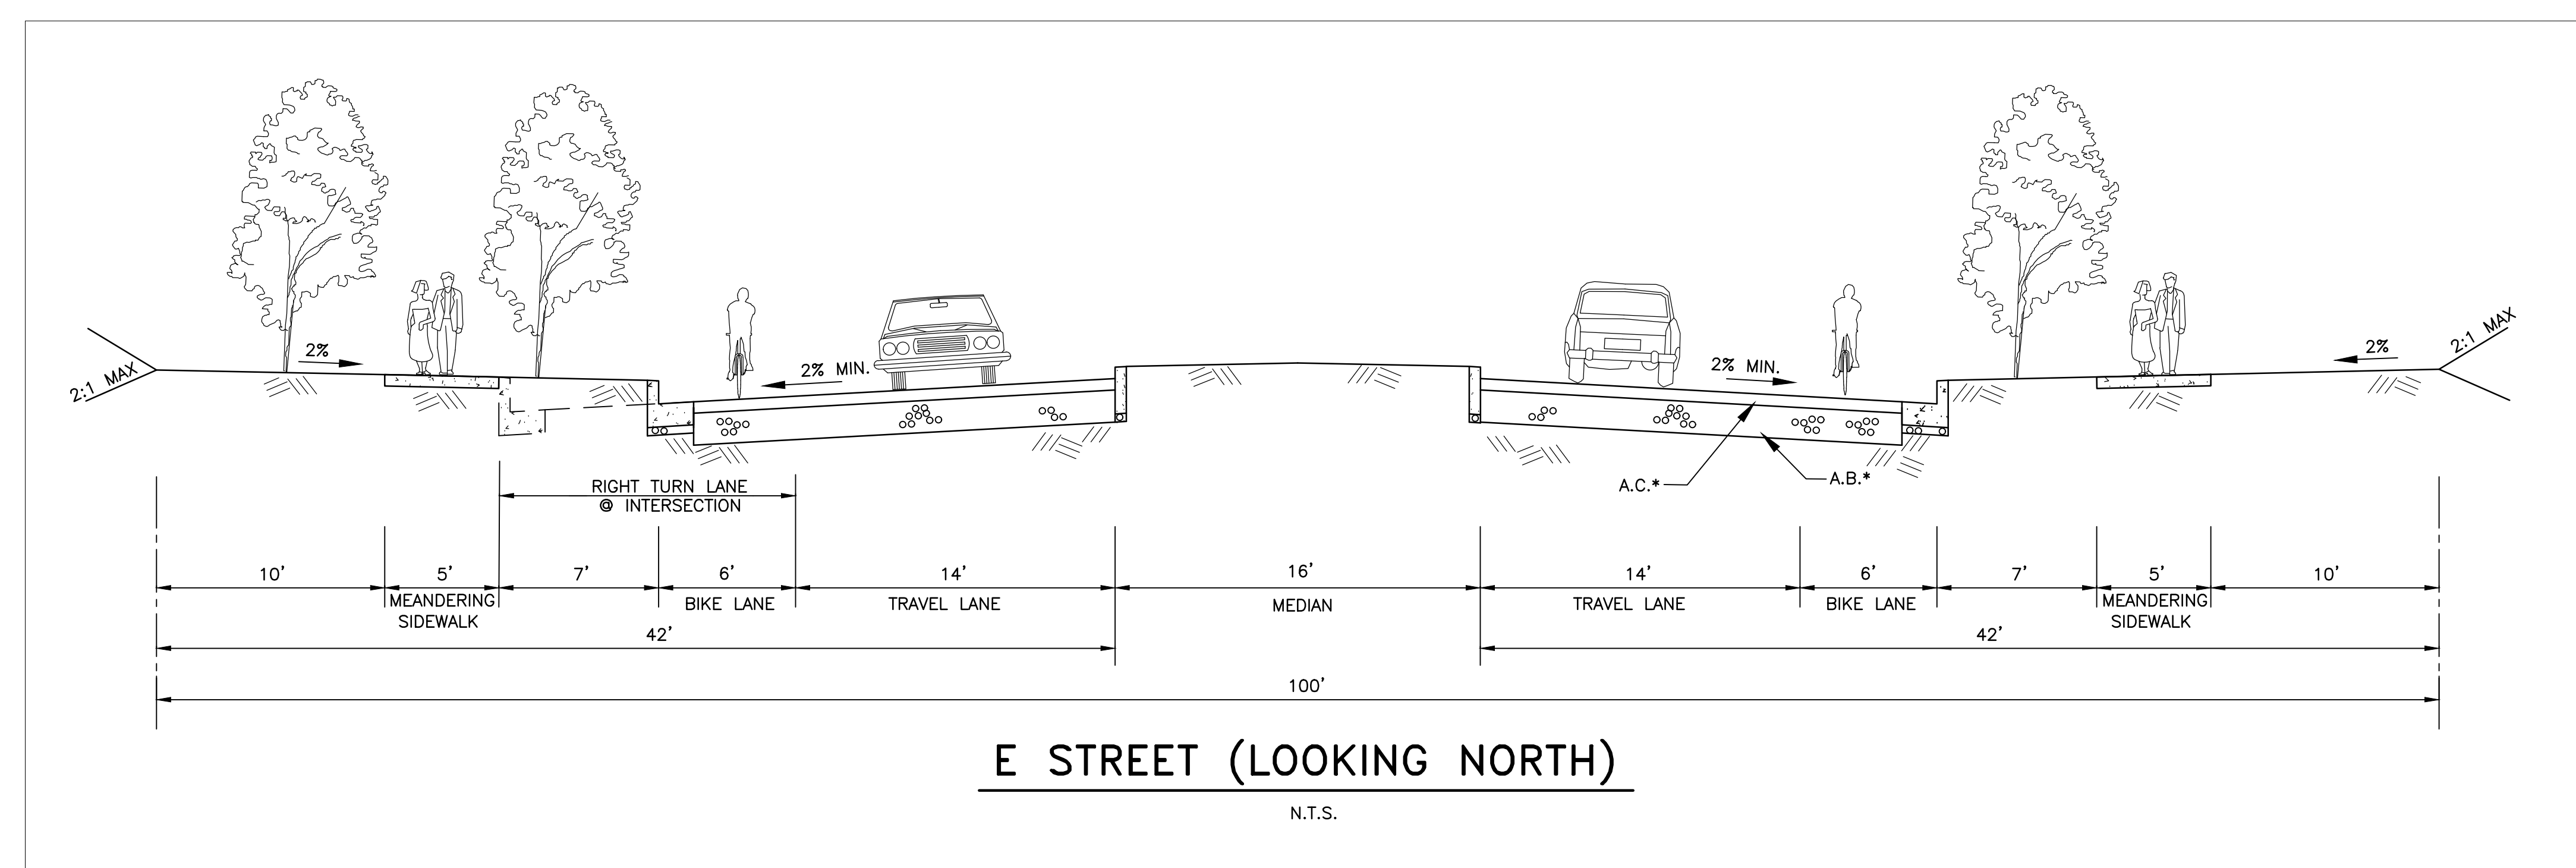 2:1 MAX
2%
2% MIN.
2% MIN.
2%
2:1 MAX
A.C.*
A.B.*
RIGHT TURN LANE
@ INTERSECTION
10'
5'
7'
6'
14'
16'
14'
6'
7'
5'
10'
MEANDERING
SIDEWALK
BIKE LANE
TRAVEL LANE
MEDIAN
TRAVEL LANE
BIKE LANE
MEANDERING
SIDEWALK
42'
42'
100'
E STREET (LOOKING NORTH)
N.T.S.